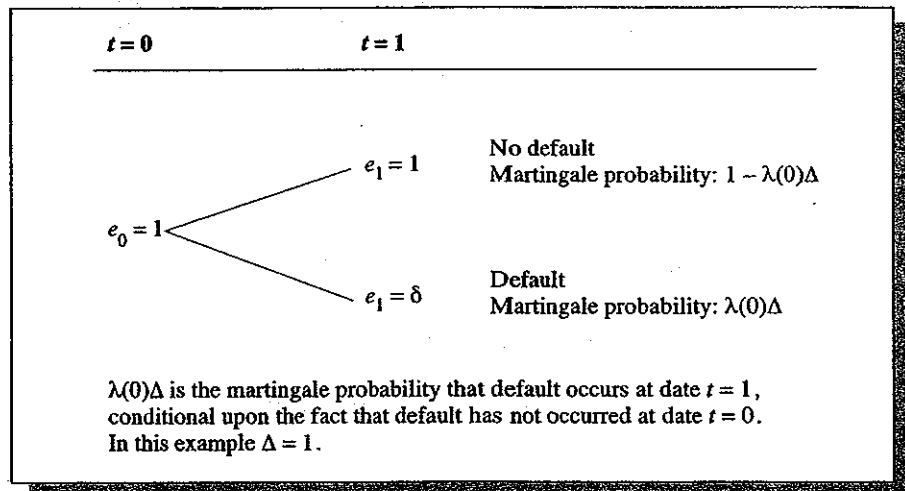 t = 0 t = 1
No default
e₁ = 1 Martingale probability: 1 – λ(0)Δ
e₀ = 1
Default
e₁ = δ Martingale probability: λ(0)Δ
λ(0)Δ is the martingale probability that default occurs at date t = 1,
conditional upon the fact that default has not occurred at date t = 0.
In this example Δ = 1.